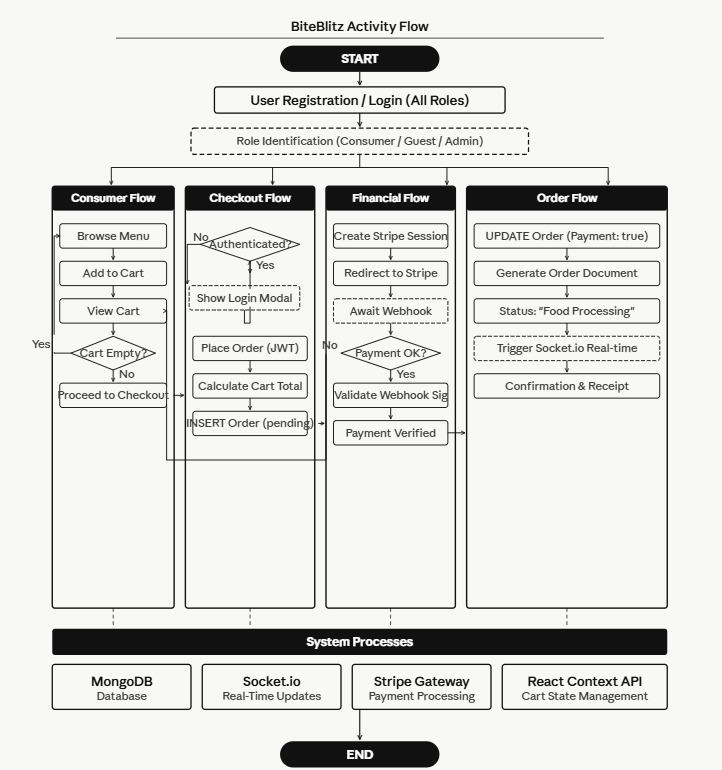 BiteBlitz Activity Flow
START
User Registration / Login (All Roles)
Role Identification (Consumer / Guest / Admin)
Consumer Flow
Browse Menu
Add to Cart
View Cart
Cart Empty?
Yes
No
Proceed to Checkout
Checkout Flow
Authenticated?
No
Yes
Show Login Modal
Place Order (JWT)
Calculate Cart Total
INSERT Order (pending)
Financial Flow
Create Stripe Session
Redirect to Stripe
Await Webhook
Payment OK?
No
Yes
Validate Webhook Sig
Payment Verified
Order Flow
UPDATE Order (Payment: true)
Generate Order Document
Status: "Food Processing"
Trigger Socket.io Real-time
Confirmation & Receipt
System Processes
MongoDB
Database
Socket.io
Real-Time Updates
Stripe Gateway
Payment Processing
React Context API
Cart State Management
END